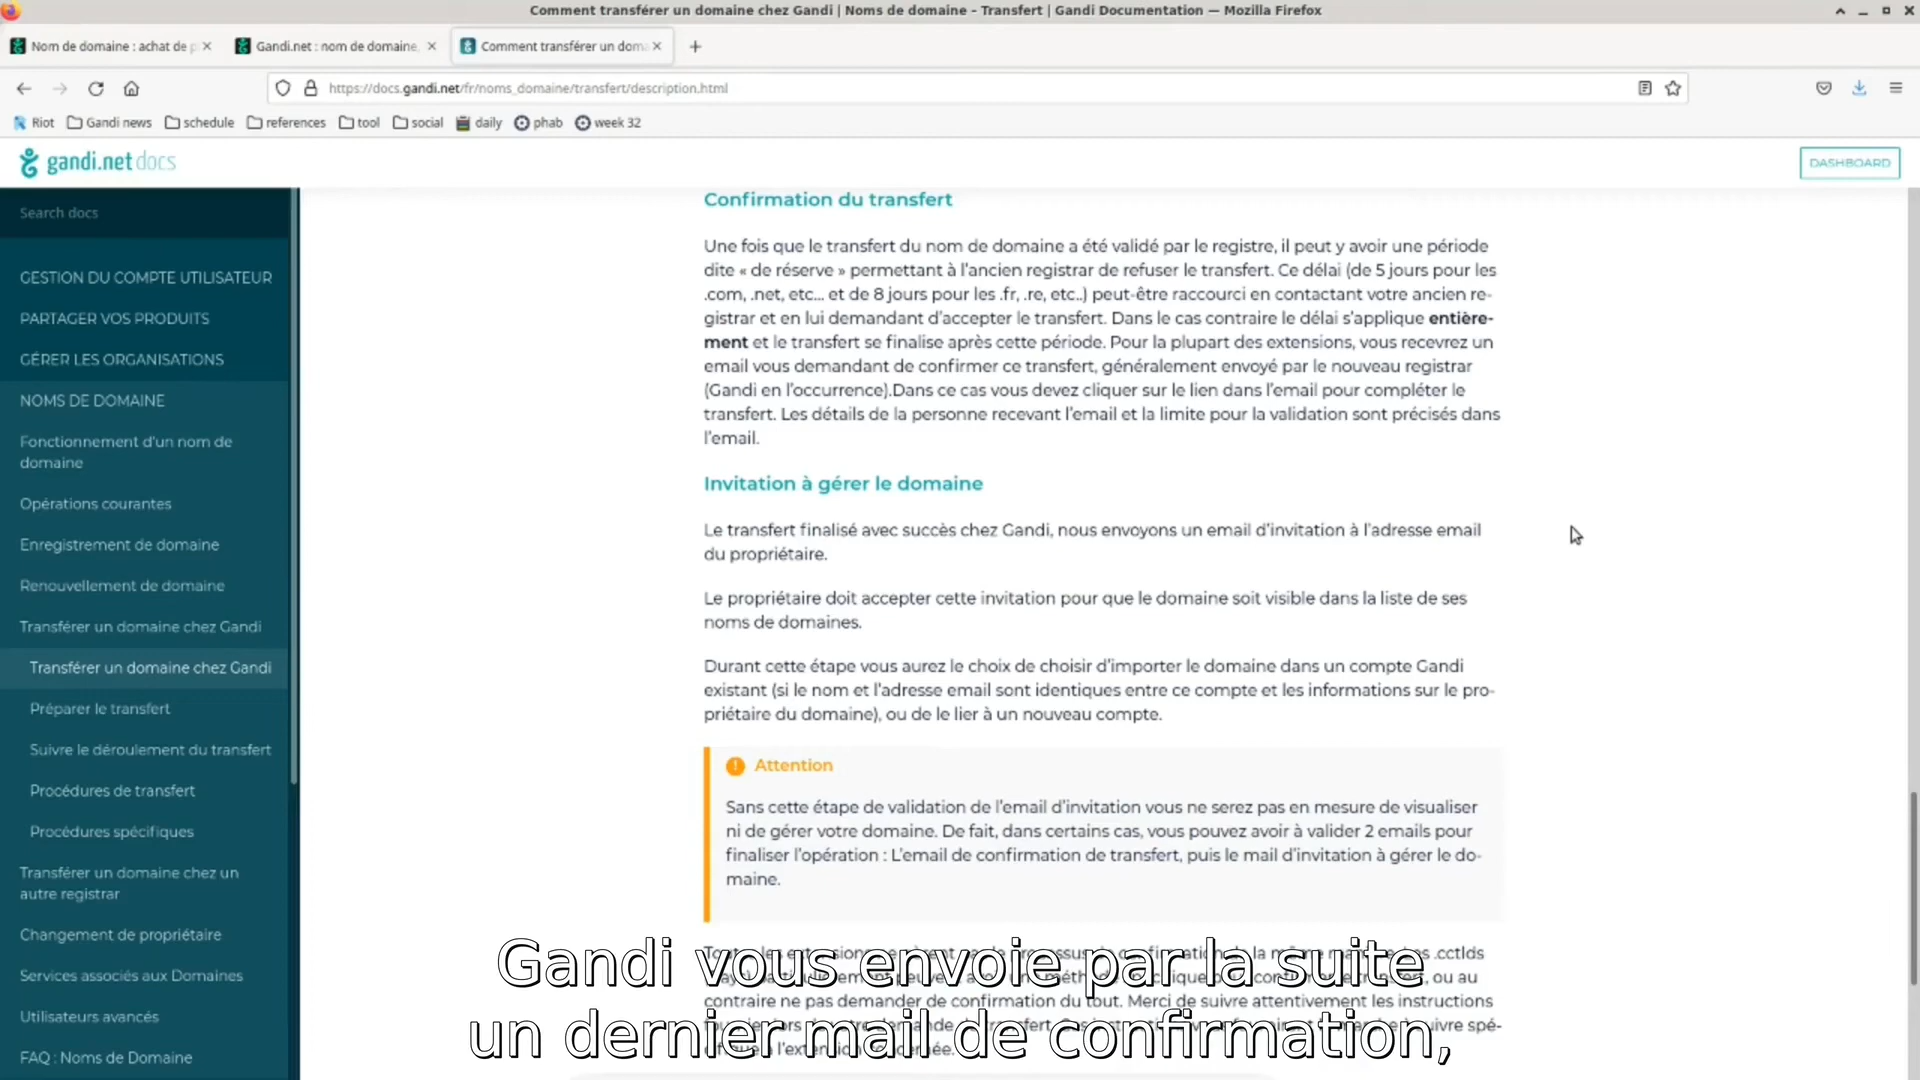 Comment transférer un domaine chez Gandi | Noms de domaine - Transfert | Gandi Documentation — Mozilla Firefox
Nom de domaine : achat de
Gandi.net : nom de domaine,
Comment transférer un dom
https://docs.gandi.net/fr/noms_domaine/transfert/description.html
Riot Gandi news schedule references tool social daily phab week 32
gandi.net docs
DASHBOARD
Search docs
GESTION DU COMPTE UTILISATEUR
PARTAGER VOS PRODUITS
GÉRER LES ORGANISATIONS
NOMS DE DOMAINE
Fonctionnement d'un nom de
domaine
Opérations courantes
Enregistrement de domaine
Renouvellement de domaine
Transférer un domaine chez Gandi
Transférer un domaine chez Gandi
Préparer le transfert
Suivre le déroulement du transfert
Procédures de transfert
Procédures spécifiques
Transférer un domaine chez un
autre registrar
Changement de propriétaire
Services associés aux Domaines
Utilisateurs avancés
FAQ : Noms de Domaine
Confirmation du transfert
Une fois que le transfert du nom de domaine a été validé par le registre, il peut y avoir une période
dite « de réserve » permettant à l'ancien registrar de refuser le transfert. Ce délai (de 5 jours pour les
.com, .net, etc... et de 8 jours pour les .fr, .re, etc..) peut-être raccourci en contactant votre ancien re-
gistrar et en lui demandant d'accepter le transfert. Dans le cas contraire le délai s'applique entière-
ment et le transfert se finalise après cette période. Pour la plupart des extensions, vous recevrez un
email vous demandant de confirmer ce transfert, généralement envoyé par le nouveau registrar
(Gandi en l'occurrence).Dans ce cas vous devez cliquer sur le lien dans l'email pour compléter le
transfert. Les détails de la personne recevant l'email et la limite pour la validation sont précisés dans
l'email.
Invitation à gérer le domaine
Le transfert finalisé avec succès chez Gandi, nous envoyons un email d'invitation à l'adresse email
du propriétaire.
Le propriétaire doit accepter cette invitation pour que le domaine soit visible dans la liste de ses
noms de domaines.
Durant cette étape vous aurez le choix de choisir d'importer le domaine dans un compte Gandi
existant (si le nom et l'adresse email sont identiques entre ce compte et les informations sur le pro-
priétaire du domaine), ou de le lier à un nouveau compte.
Attention
Sans cette étape de validation de l'email d'invitation vous ne serez pas en mesure de visualiser
ni de gérer votre domaine. De fait, dans certains cas, vous pouvez avoir à valider 2 emails pour
finaliser l'opération : L'email de confirmation de transfert, puis le mail d'invitation à gérer le do-
maine.
.cctlds
ou au
contraire ne pas demander de confirmation du tout. Merci de suivre attentivement les instructions
Gandi vous envoie par la suite
un dernier mail de confirmation,